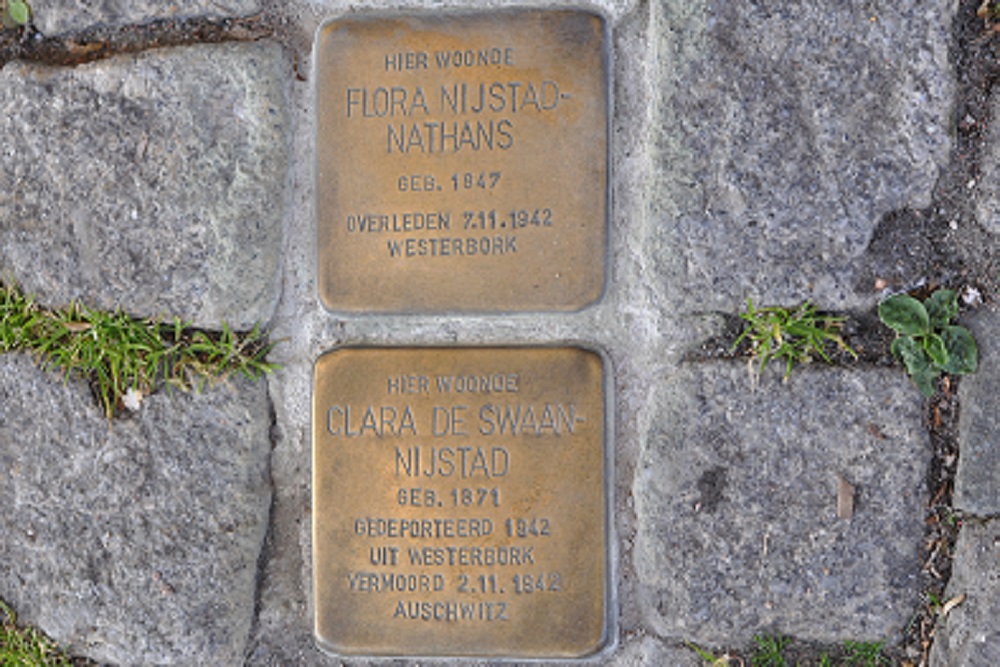 HIER WOONDE
FLORA NIJSTAD-
NATHANS
GEB. 1847
OVERLEDEN 7.11.1942
WESTERBORK
HIER WOONDE
CLARA DE SWAAN-
NIJSTAD
GEB. 1871
GEDEPORTEERD 1942
UIT WESTERBORK
VERMOORD 2.11.1942
AUSCHWITZ